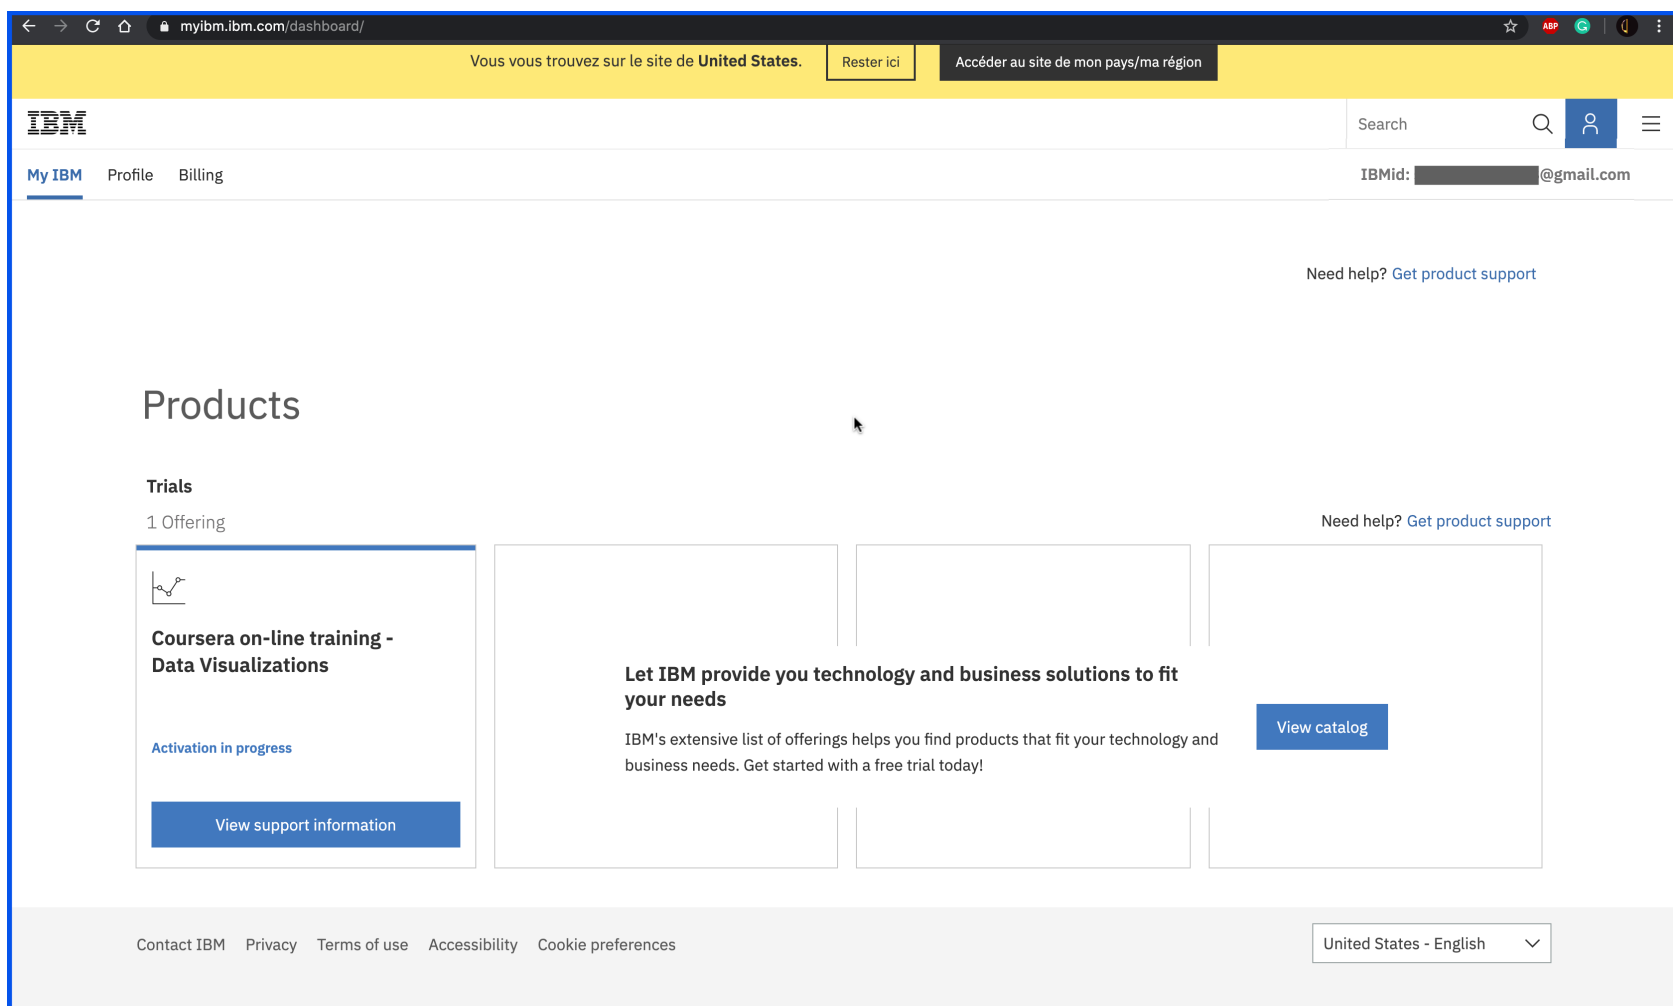 myibm.ibm.com/dashboard/
ABP
G
Vous vous trouvez sur le site de United States.
Rester ici
Accéder au site de mon pays/ma région
IBM
Search
My IBM
Profile
Billing
IBMid:
@gmail.com
Need help? Get product support
Products
Trials
1 Offering
Need help? Get product support
Coursera on-line training -
Data Visualizations
Activation in progress
View support information
Let IBM provide you technology and business solutions to fit
your needs
IBM's extensive list of offerings helps you find products that fit your technology and
business needs. Get started with a free trial today!
View catalog
Contact IBM
Privacy
Terms of use
Accessibility
Cookie preferences
United States - English